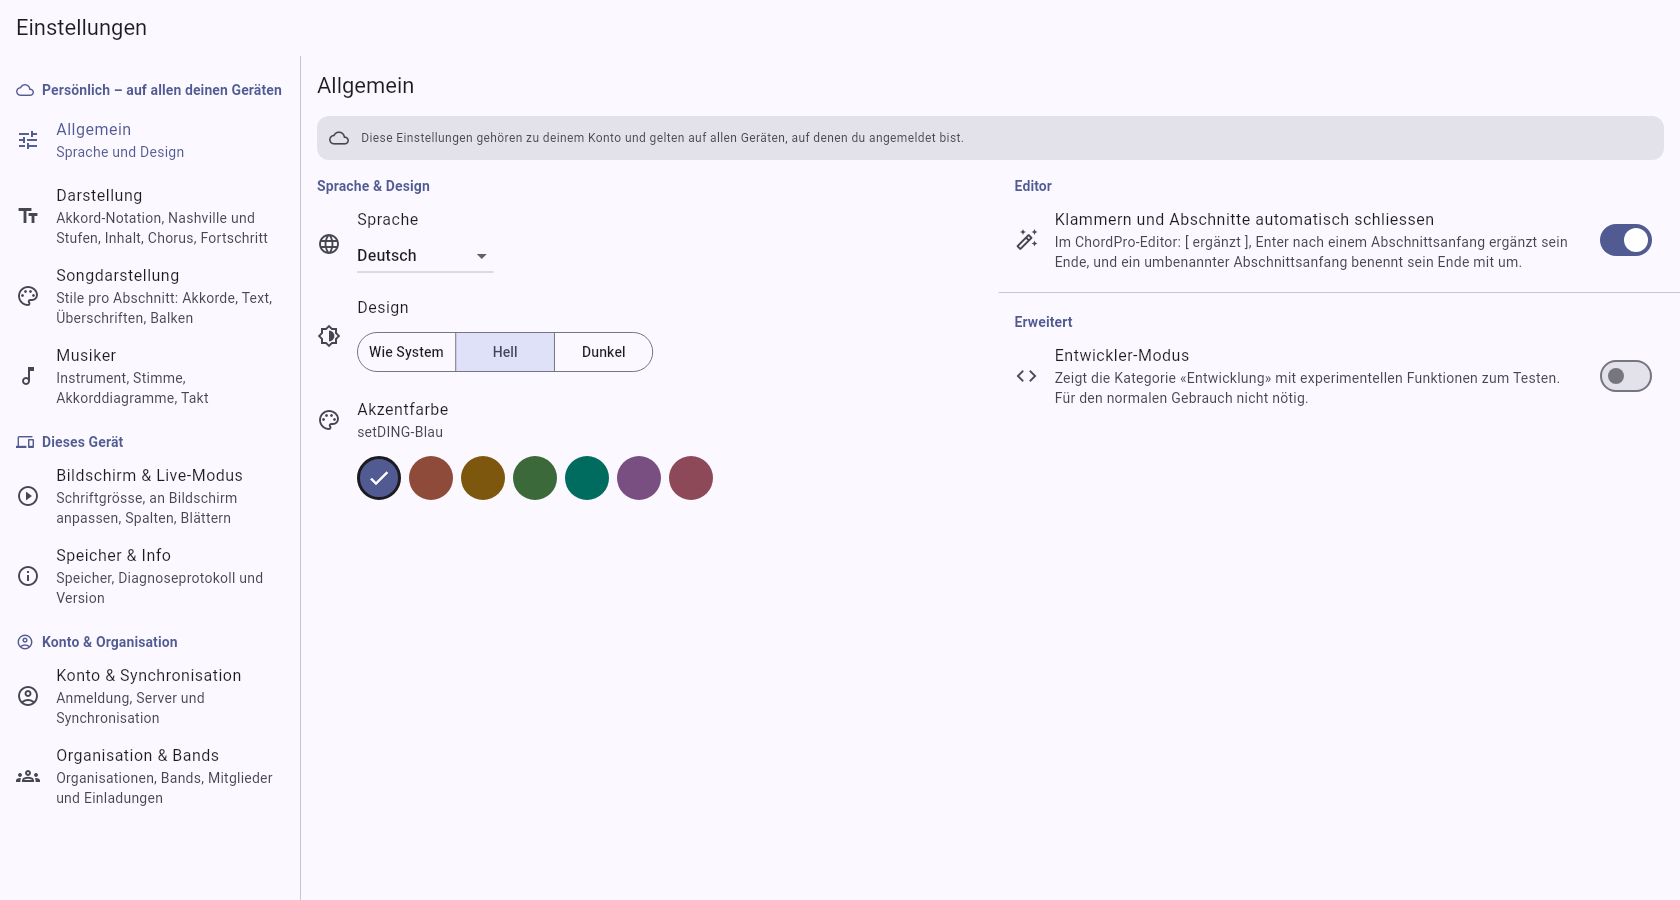 Einstellungen
Persönlich – auf allen deinen Geräten
Allgemein
Sprache und Design
Darstellung
Akkord-Notation, Nashville und
Stufen, Inhalt, Chorus, Fortschritt
Songdarstellung
Stile pro Abschnitt: Akkorde, Text,
Überschriften, Balken
Musiker
Instrument, Stimme,
Akkorddiagramme, Takt
Dieses Gerät
Bildschirm & Live-Modus
Schriftgrösse, an Bildschirm
anpassen, Spalten, Blättern
Speicher & Info
Speicher, Diagnoseprotokoll und
Version
Konto & Organisation
Konto & Synchronisation
Anmeldung, Server und
Synchronisation
Organisation & Bands
Organisationen, Bands, Mitglieder
und Einladungen
Allgemein
Diese Einstellungen gehören zu deinem Konto und gelten auf allen Geräten, auf denen du angemeldet bist.
Sprache & Design
Sprache
Deutsch
Design
Wie System
Hell
Dunkel
Akzentfarbe
setDING-Blau
Editor
Klammern und Abschnitte automatisch schliessen
Im ChordPro-Editor: [ ergänzt ], Enter nach einem Abschnittsanfang ergänzt sein
Ende, und ein umbenannter Abschnittsanfang benennt sein Ende mit um.
Erweitert
Entwickler-Modus
Zeigt die Kategorie «Entwicklung» mit experimentellen Funktionen zum Testen.
Für den normalen Gebrauch nicht nötig.